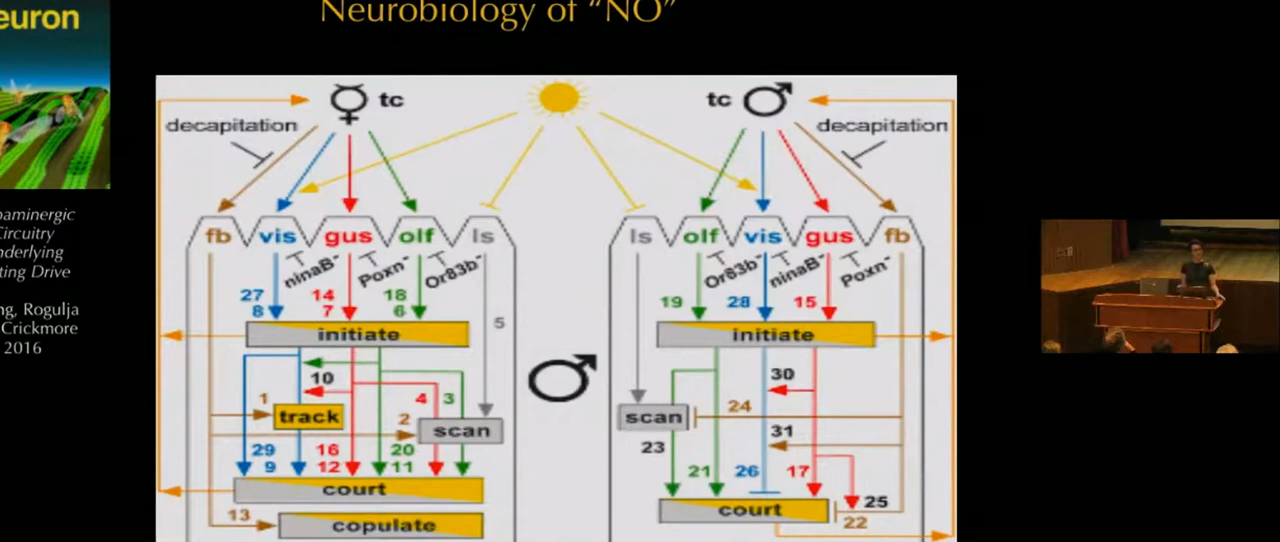 Neurobiology of "NO"
euron
aminergic
Circuitry
nderlying
ting Drive
ng, Rogulja
Crickmore
2016
☿ tc
tc ♂
decapitation
decapitation
fb vis gus olf ls
ls olf vis gus fb
ninaB⁻ Poxn⁻ Or83b⁻
Or83b⁻ ninaB⁻ Poxn⁻
27 14 18
8 7 6
5
19 28 15
initiate
initiate
10
30
1 4 3
2
24
track
scan
scan
31
23
29 16 20
9 12 11
21 26 17
25
22
court
court
13
copulate